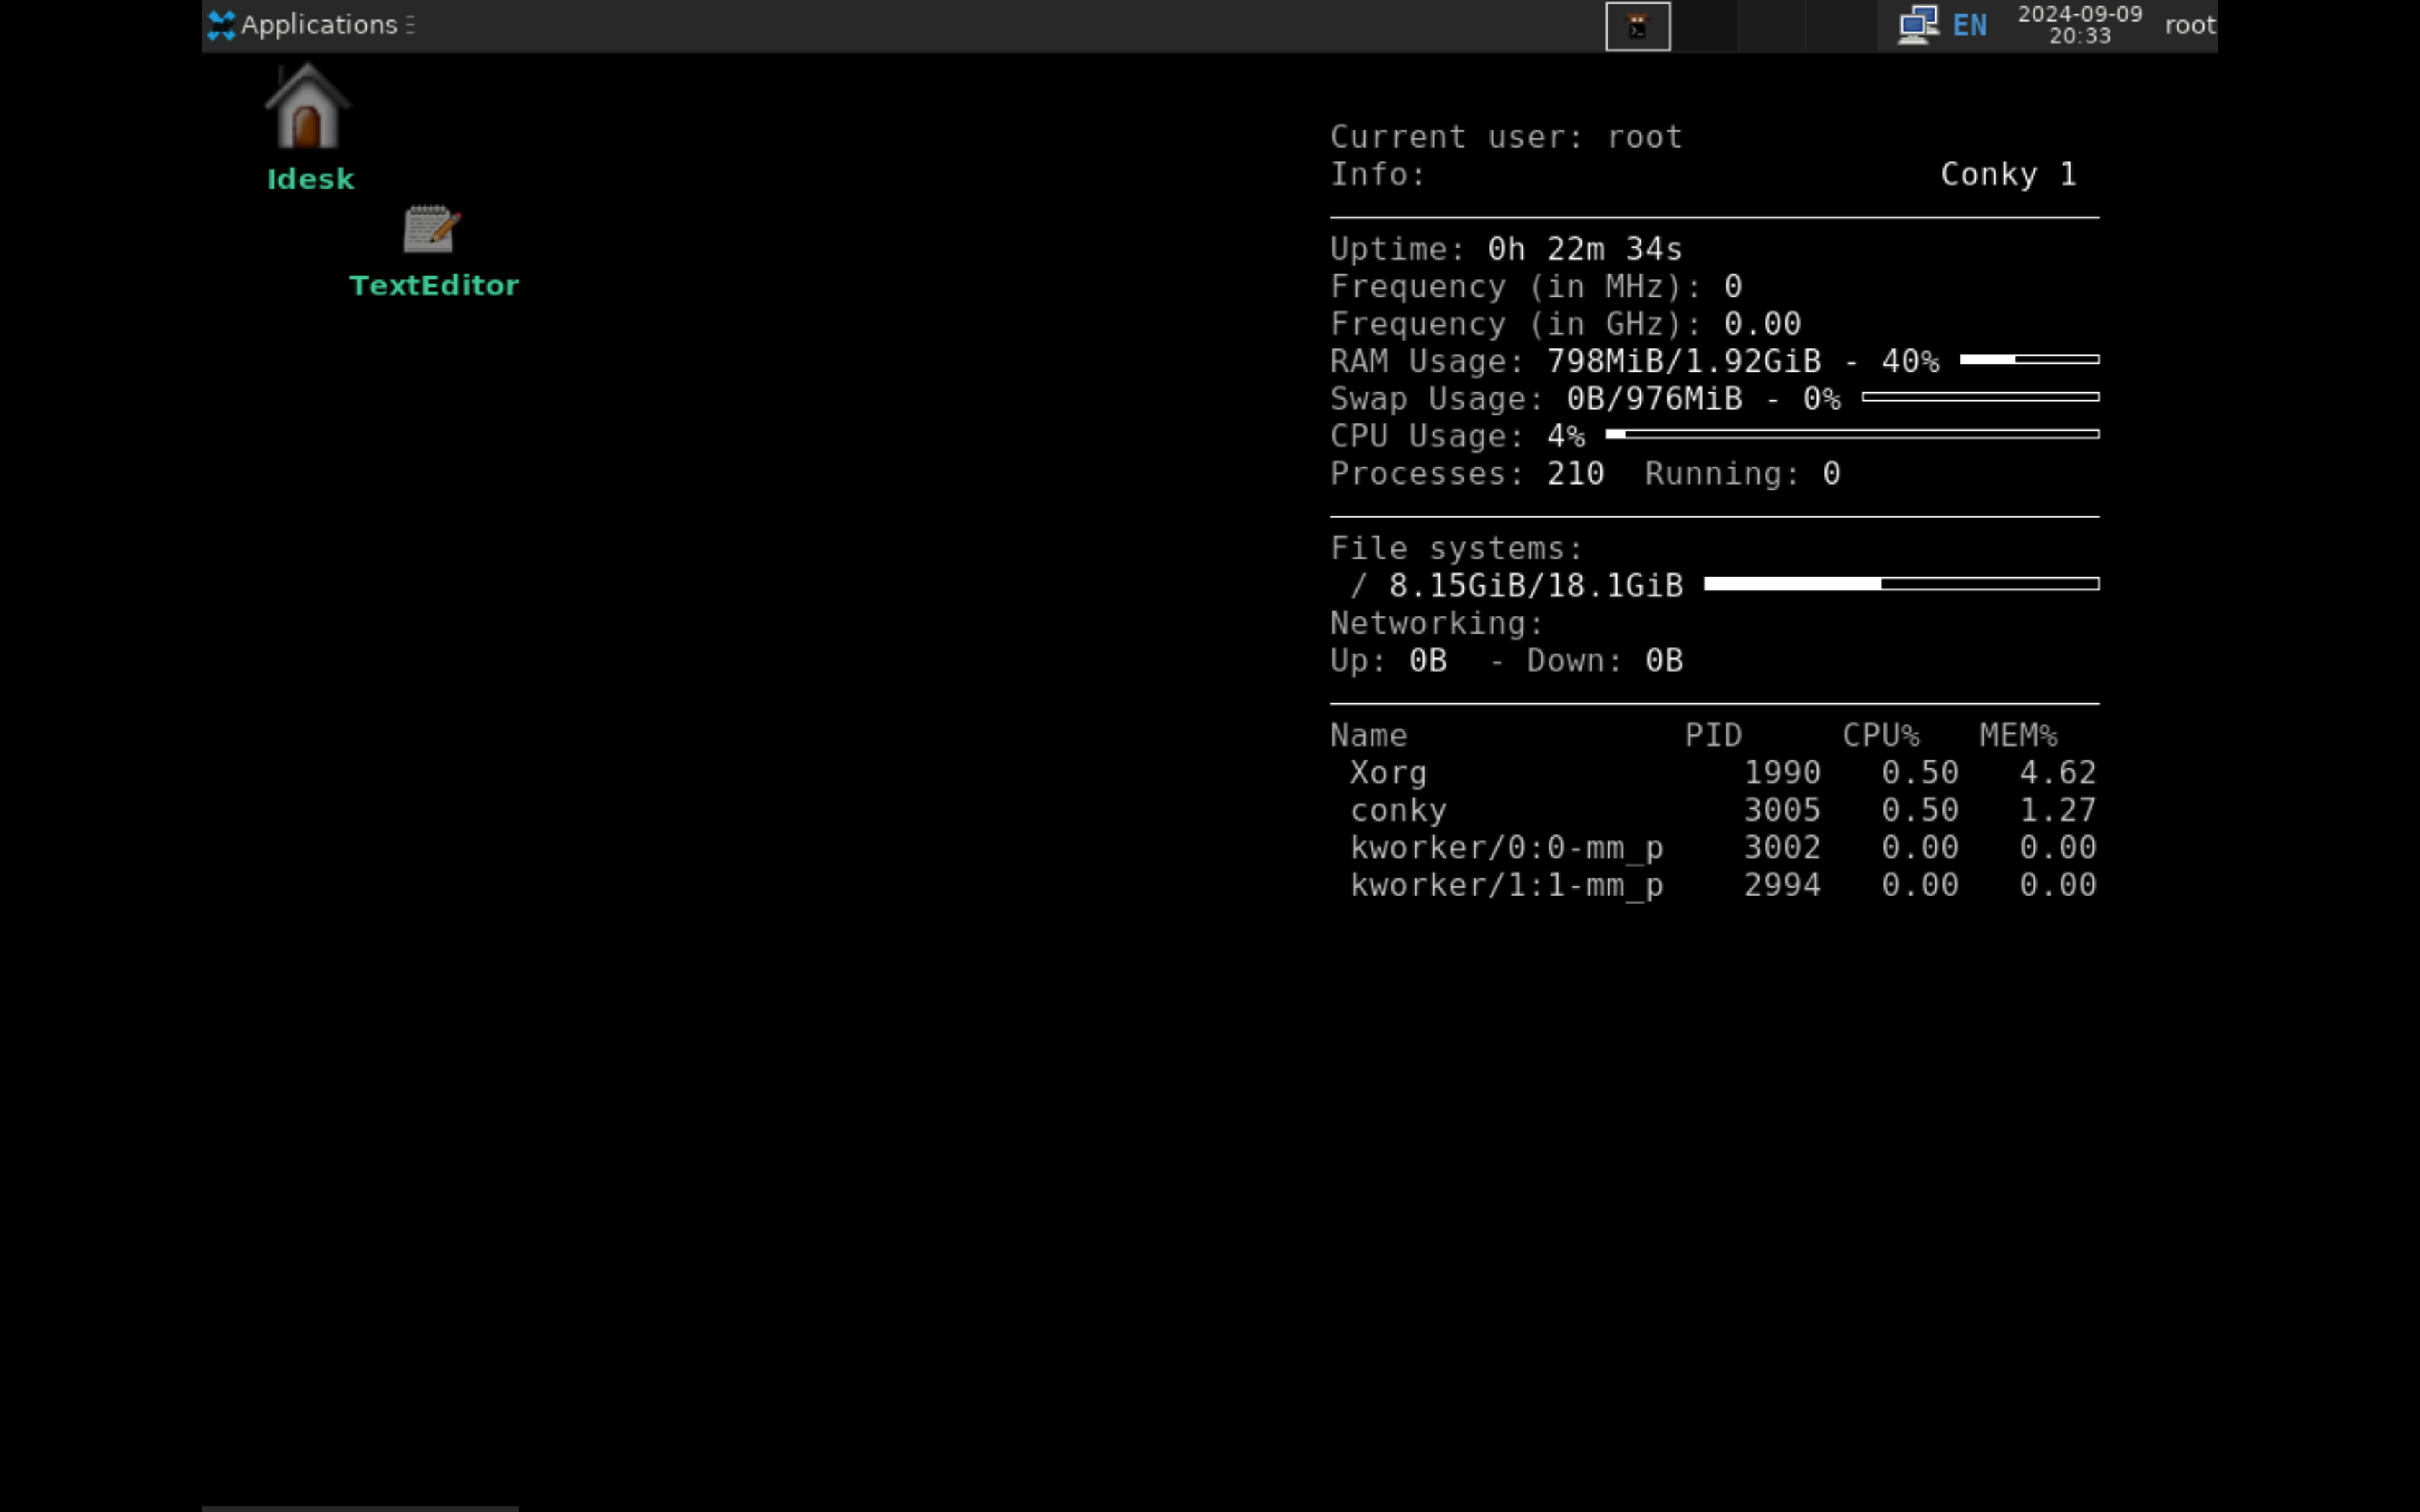 Applications
EN
2024-09-09
20:33
root
Idesk
TextEditor
Current user: root
Info: Conky 1
Uptime: 0h 22m 34s
Frequency (in MHz): 0
Frequency (in GHz): 0.00
RAM Usage: 798MiB/1.92GiB - 40%
Swap Usage: 0B/976MiB - 0%
CPU Usage: 4%
Processes: 210 Running: 0
File systems:
/ 8.15GiB/18.1GiB
Networking:
Up: 0B - Down: 0B
Name PID CPU% MEM%
Xorg 1990 0.50 4.62
conky 3005 0.50 1.27
kworker/0:0-mm_p 3002 0.00 0.00
kworker/1:1-mm_p 2994 0.00 0.00